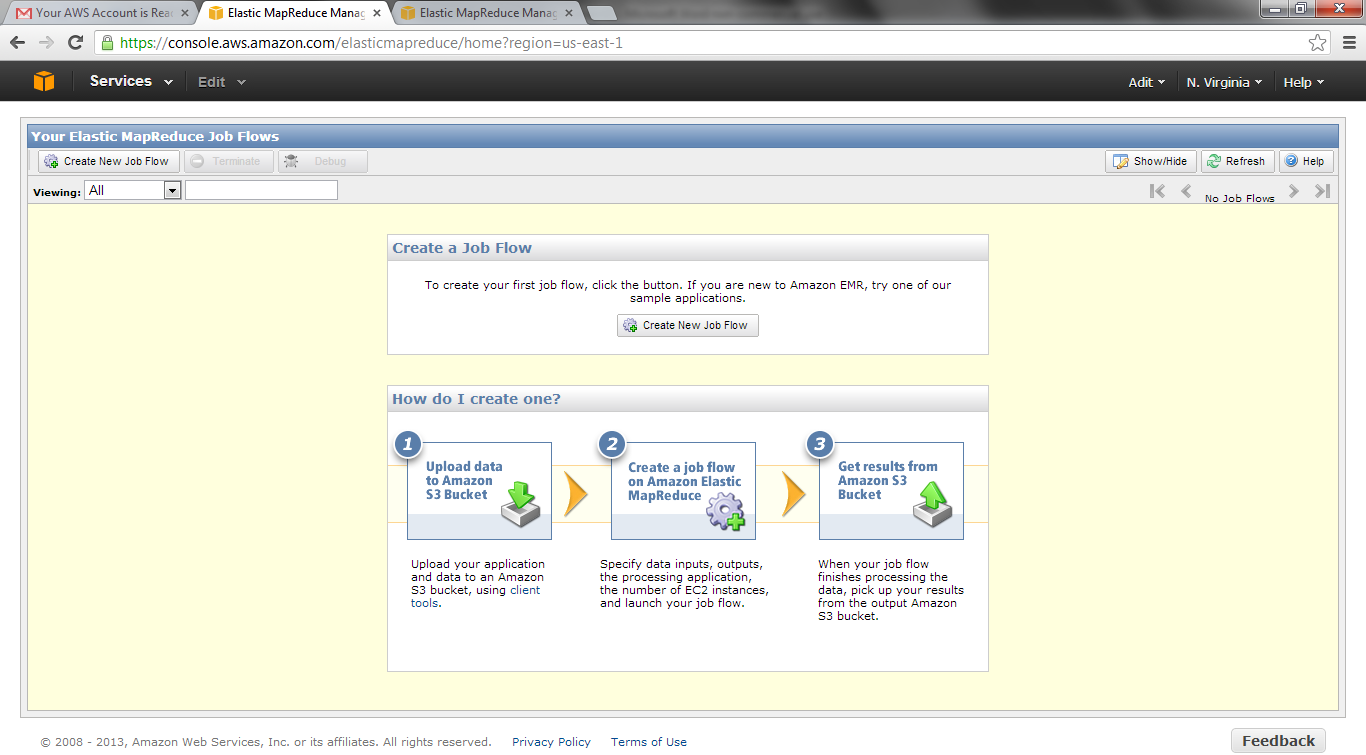 Your AWS Account is Rea
Elastic MapReduce Manag
Elastic MapReduce Manag
https://console.aws.amazon.com/elasticmapreduce/home?region=us-east-1
Services Edit Adit N. Virginia Help
Your Elastic MapReduce Job Flows
Create New Job Flow Terminate Debug Show/Hide Refresh Help
Viewing: All No Job Flows
Create a Job Flow
To create your first job flow, click the button. If you are new to Amazon EMR, try one of our
sample applications.
Create New Job Flow
How do I create one?
1
Upload data
to Amazon
S3 Bucket
2
Create a job flow
on Amazon Elastic
MapReduce
3
Get results from
Amazon S3
Bucket
Upload your application
and data to an Amazon
S3 bucket, using client
tools.
Specify data inputs, outputs,
the processing application,
the number of EC2 instances,
and launch your job flow.
When your job flow
finishes processing the
data, pick up your results
from the output Amazon
S3 bucket.
© 2008 - 2013, Amazon Web Services, Inc. or its affiliates. All rights reserved. Privacy Policy Terms of Use
Feedback